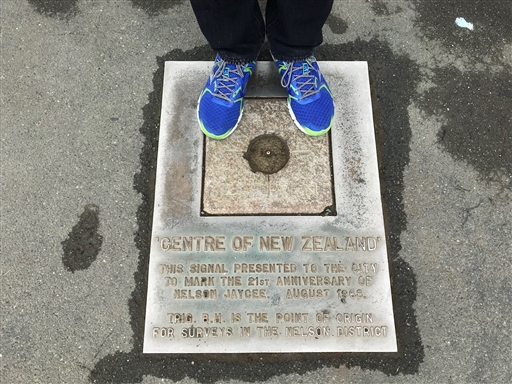 "CENTRE OF NEW ZEALAND"
THIS SIGNAL PRESENTED TO THE CITY
TO MARK THE 21ST ANNIVERSARY OF
NELSON JAYCEE. AUGUST 1968.
TRIG. B.N. IS THE POINT OF ORIGIN
FOR SURVEYS IN THE NELSON DISTRICT